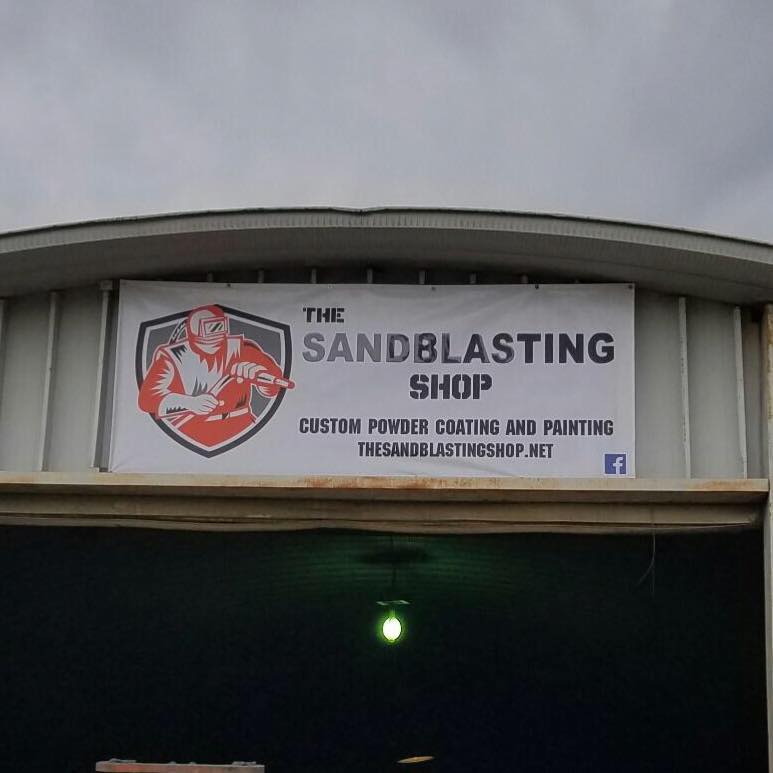 THE
SANDBLASTING
SHOP
CUSTOM POWDER COATING AND PAINTING
THESANDBLASTINGSHOP.NET
f